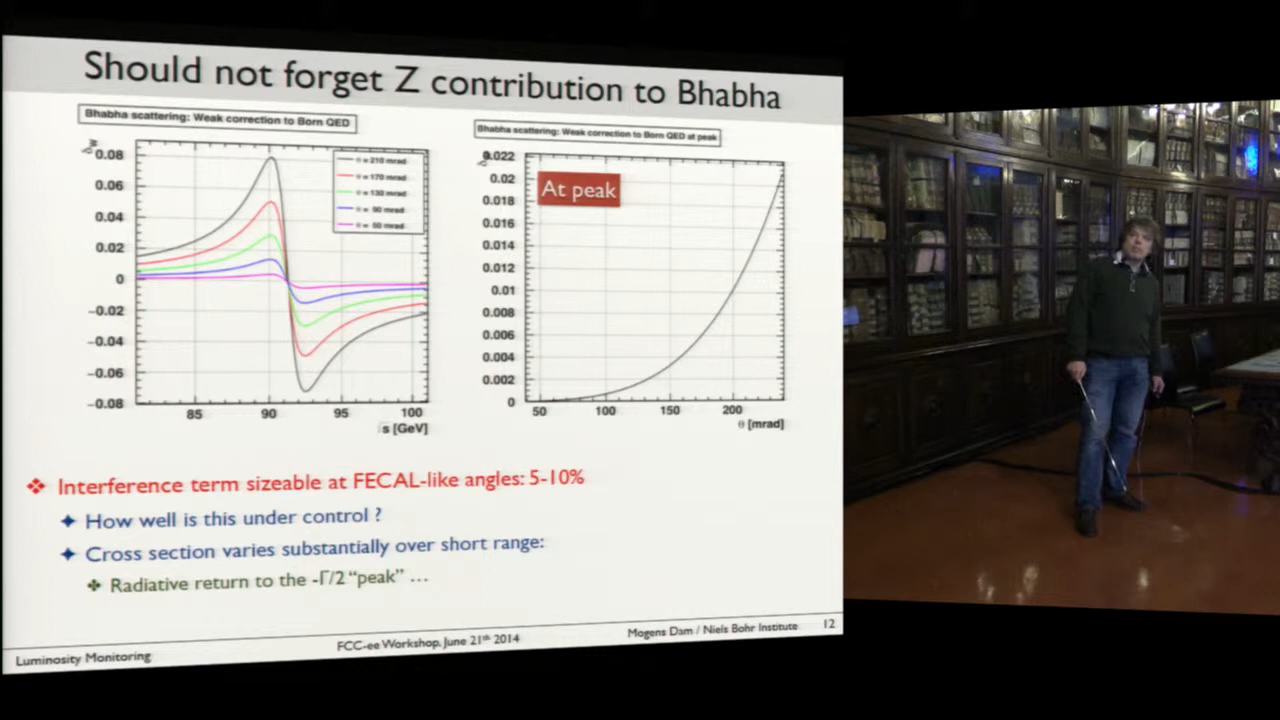 Should not forget Z contribution to Bhabha
Bhabha scattering: Weak correction to Born QED
0.08
0.06
0.04
0.02
0
−0.02
−0.04
−0.06
−0.08
85
90
95
100
s [GeV]
θ = 210 mrad
θ = 170 mrad
θ = 130 mrad
θ = 90 mrad
θ = 50 mrad
Bhabha scattering: Weak correction to Born QED at peak
At peak
0.022
0.02
0.018
0.016
0.014
0.012
0.01
0.008
0.006
0.004
0.002
0
50
100
150
200
θ [mrad]
Interference term sizeable at FECAL-like angles: 5-10%
How well is this under control ?
Cross section varies substantially over short range:
Radiative return to the -Γ/2 “peak” …
Luminosity Monitoring
FCC-ee Workshop, June 21th 2014
Mogens Dam / Niels Bohr Institute
12